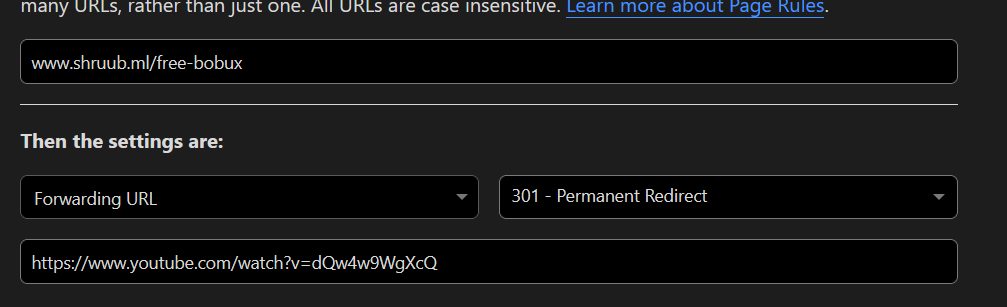 many URLs, rather than just one. All URLs are case insensitive. Learn more about Page Rules.
www.shruub.ml/free-bobux
Then the settings are:
Forwarding URL
301 - Permanent Redirect
https://www.youtube.com/watch?v=dQw4w9WgXcQ